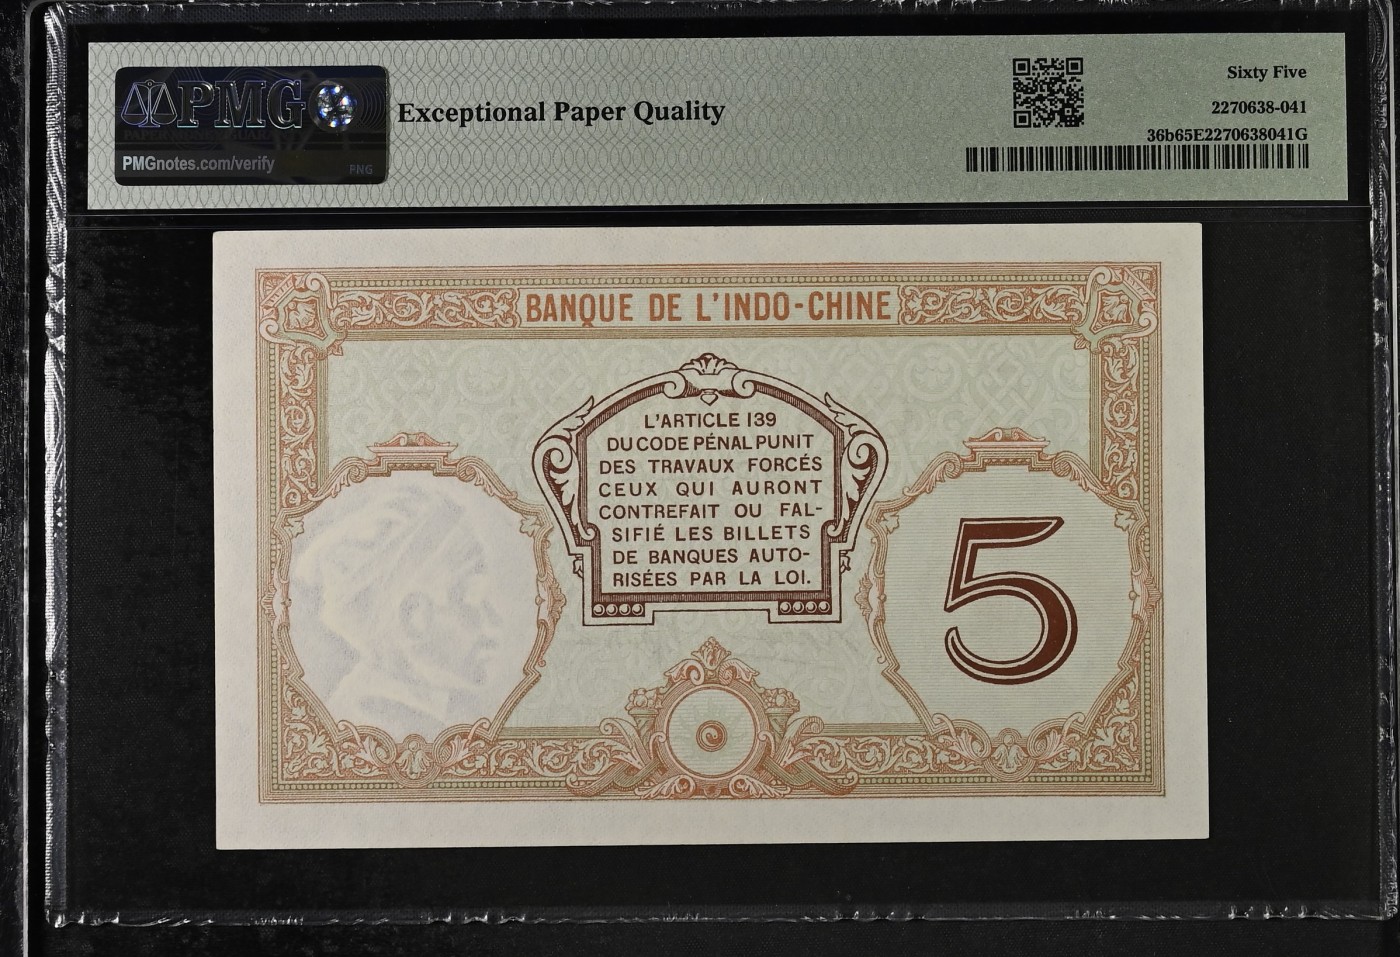 PMG
Exceptional Paper Quality
PMGnotes.com/verify
PNG
Sixty Five
2270638-041
36b65E2270638041G
BANQUE DE L'INDO-CHINE
L'ARTICLE 139
DU CODE PÉNAL PUNIT
DES TRAVAUX FORCÉS
CEUX QUI AURONT
CONTREFAIT OU FAL-
SIFIÉ LES BILLETS
DE BANQUES AUTO-
RISÉES PAR LA LOI.
5